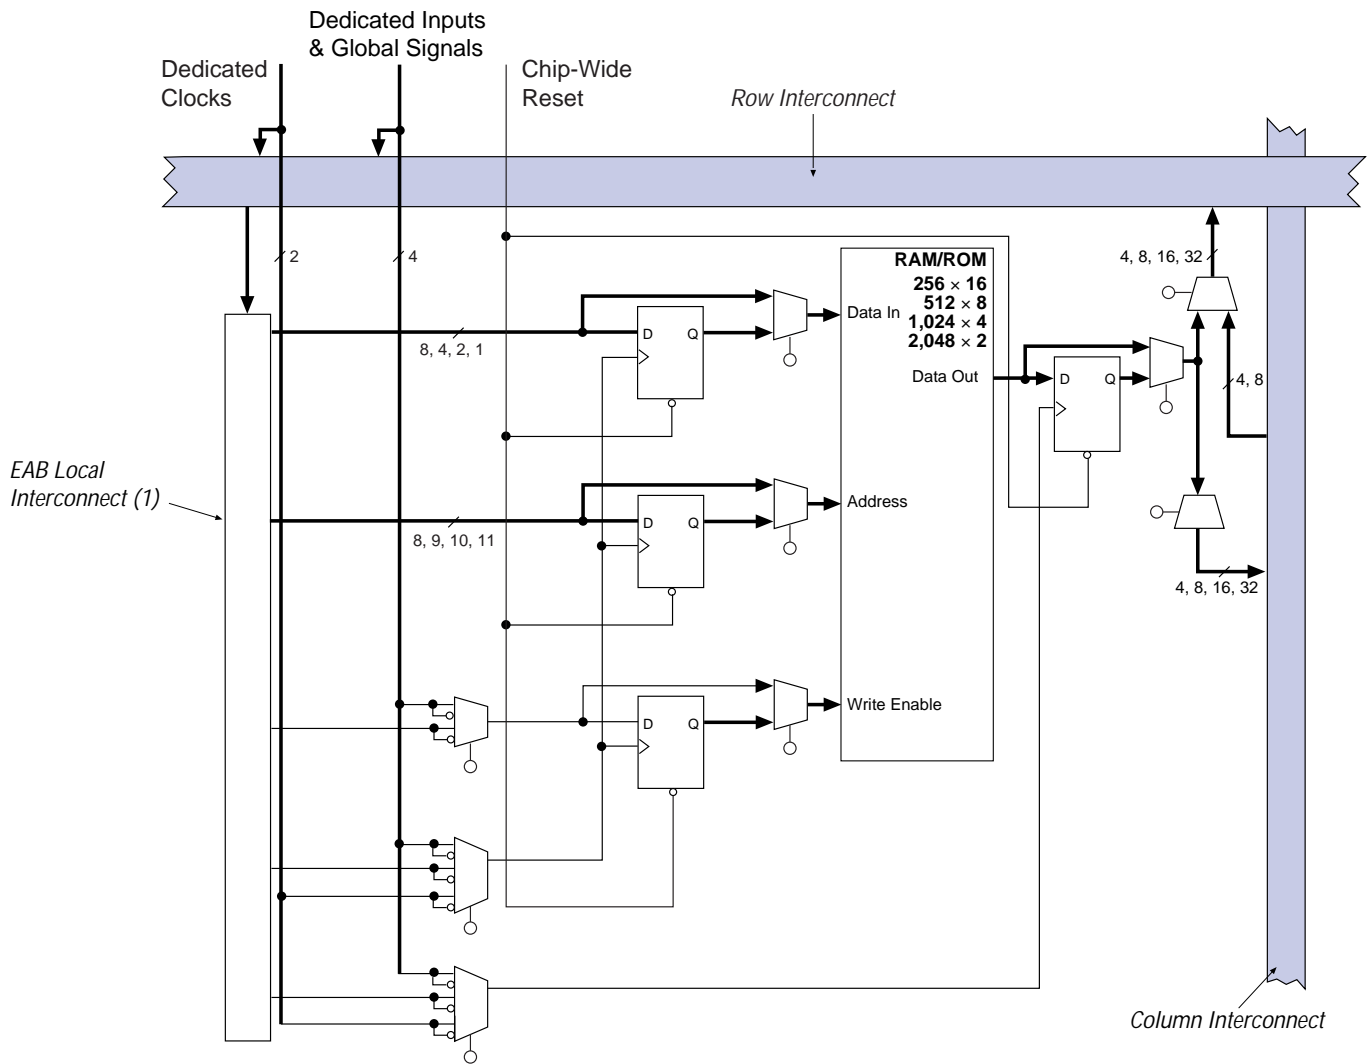 Dedicated Inputs
& Global Signals
Dedicated
Clocks
Chip-Wide
Reset
Row Interconnect
2
4
4, 8, 16, 32
RAM/ROM
256 × 16
512 × 8
1,024 × 4
2,048 × 2
Data In
D
Q
8, 4, 2, 1
Data Out
D
Q
4, 8
EAB Local
Interconnect (1)
Address
D
Q
8, 9, 10, 11
4, 8, 16, 32
Write Enable
D
Q
Column Interconnect